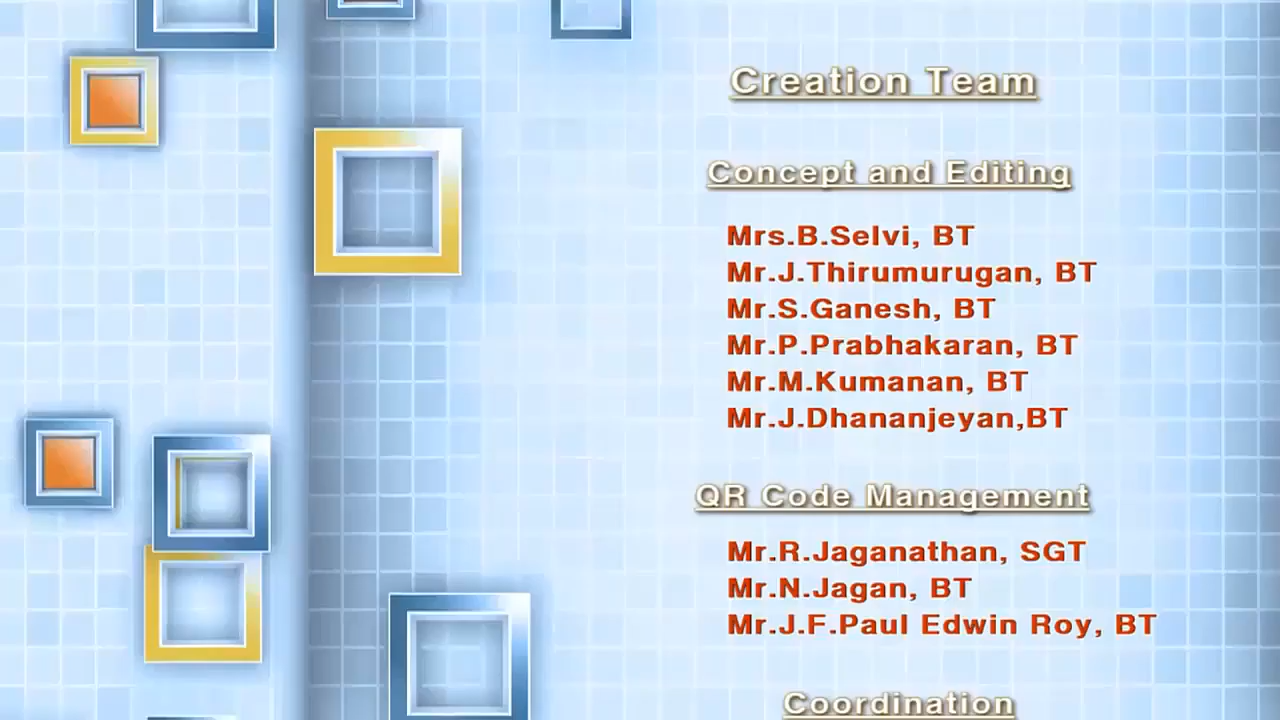 Creation Team
Concept and Editing
Mrs.B.Selvi, BT
Mr.J.Thirumurugan, BT
Mr.S.Ganesh, BT
Mr.P.Prabhakaran, BT
Mr.M.Kumanan, BT
Mr.J.Dhananjeyan,BT
QR Code Management
Mr.R.Jaganathan, SGT
Mr.N.Jagan, BT
Mr.J.F.Paul Edwin Roy, BT
Coordination